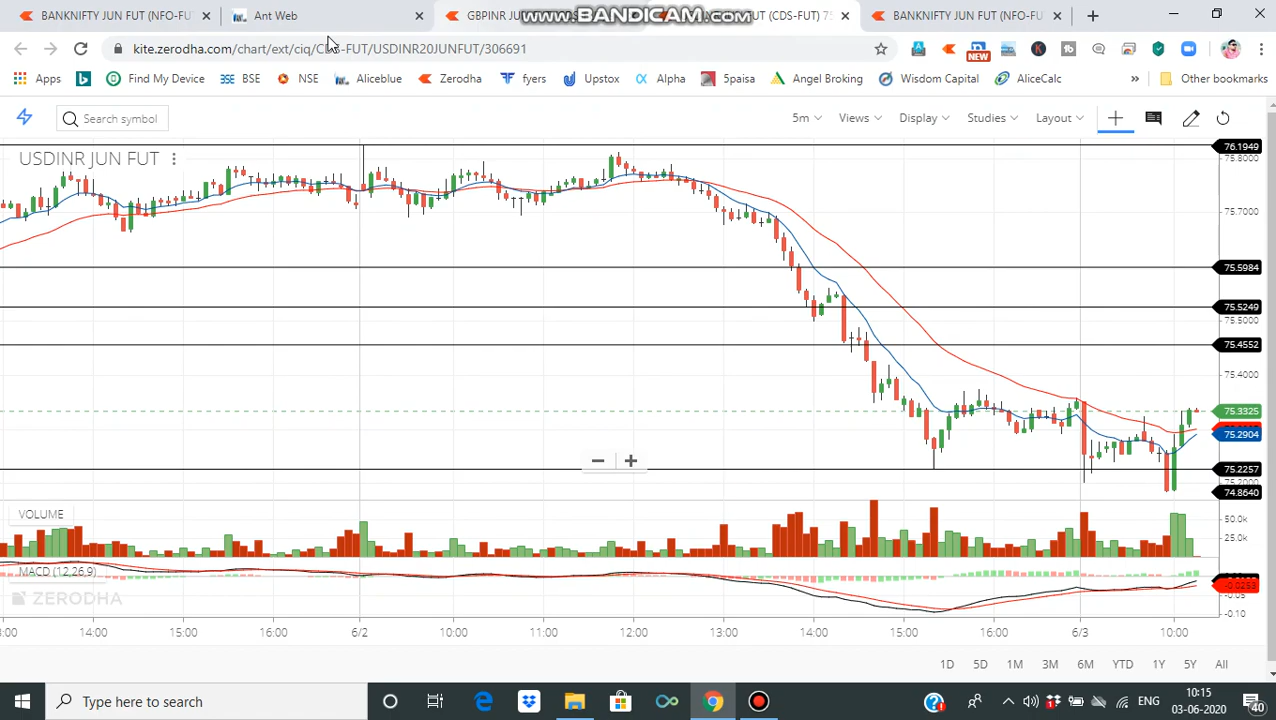 BANKNIFTY JUN FUT (NFO-FU
Ant Web
GBPINR JU
FUT (CDS-FUT) 75
BANKNIFTY JUN FUT (NFO-FU
www.BANDICAM.com
kite.zerodha.com/chart/ext/ciq/CDS-FUT/USDINR20JUNFUT/306691
NEW
Apps
Find My Device
BSE
NSE
Aliceblue
Zerodha
fyers
Upstox
Alpha
5paisa
Angel Broking
Wisdom Capital
AliceCalc
»
Other bookmarks
Search symbol
5m
Views
Display
Studies
Layout
USDINR JUN FUT
76.1949
75.8000
75.7000
75.5984
75.5249
75.5000
75.4552
75.4000
75.3325
75.2904
75.2257
74.8640
VOLUME
50.0k
25.0k
MACD (12,26,9)
-0.0253
-0.10
ZERODHA
14:00 15:00 16:00 6/2 10:00 11:00 12:00 13:00 14:00 15:00 16:00 6/3 10:00
1D 5D 1M 3M 6M YTD 1Y 5Y All
Type here to search
ENG
10:15
03-06-2020
40